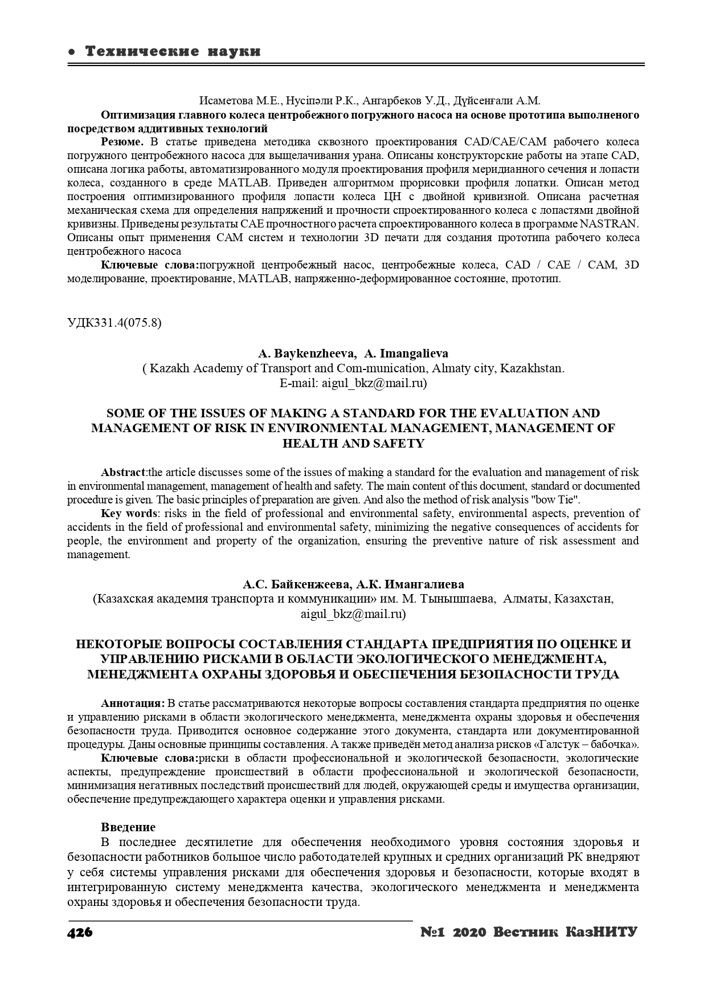 • Технические науки
Исаметова М.Е., Нусіпәли Р.К., Ангарбеков У.Д., Дүйсенғали А.М.
Оптимизация главного колеса центробежного погружного насоса на основе прототипа выполненого
посредством аддитивных технологий
Резюме. В статье приведена методика сквозного проектирования CAD/CAE/CAM рабочего колеса
погружного центробежного насоса для выщелачивания урана. Описаны конструкторские работы на этапе CAD,
описана логика работы, автоматизированного модуля проектирования профиля меридианного сечения и лопасти
колеса, созданного в среде MATLAB. Приведен алгоритмом прорисовки профиля лопатки. Описан метод
построения оптимизированного профиля лопасти колеса ЦН с двойной кривизной. Описана расчетная
механическая схема для определения напряжений и прочности спроектированного колеса с лопастями двойной
кривизны. Приведены результаты CAE прочностного расчета спроектированного колеса в программе NASTRAN.
Описаны опыт применения CAM систем и технологии 3D печати для создания прототипа рабочего колеса
центробежного насоса
Ключевые слова:погружной центробежный насос, центробежные колеса, CAD / CAE / CAM, 3D
моделирование, проектирование, MATLAB, напряженно-деформированное состояние, прототип.
УДК331.4(075.8)
A. Baykenzheeva, A. Imangalieva
( Kazakh Academy of Transport and Com-munication, Almaty city, Kazakhstan.
E-mail: aigul_bkz@mail.ru)
SOME OF THE ISSUES OF MAKING A STANDARD FOR THE EVALUATION AND
MANAGEMENT OF RISK IN ENVIRONMENTAL MANAGEMENT, MANAGEMENT OF
HEALTH AND SAFETY
Abstract:the article discusses some of the issues of making a standard for the evaluation and management of risk
in environmental management, management of health and safety. The main content of this document, standard or documented
procedure is given. The basic principles of preparation are given. And also the method of risk analysis "bow Tie".
Key words: risks in the field of professional and environmental safety, environmental aspects, prevention of
accidents in the field of professional and environmental safety, minimizing the negative consequences of accidents for
people, the environment and property of the organization, ensuring the preventive nature of risk assessment and
management.
А.С. Байкенжеева, А.К. Имангалиева
(Казахская академия транспорта и коммуникации» им. М. Тынышпаева, Алматы, Казахстан,
aigul_bkz@mail.ru)
НЕКОТОРЫЕ ВОПРОСЫ СОСТАВЛЕНИЯ СТАНДАРТА ПРЕДПРИЯТИЯ ПО ОЦЕНКЕ И
УПРАВЛЕНИЮ РИСКАМИ В ОБЛАСТИ ЭКОЛОГИЧЕСКОГО МЕНЕДЖМЕНТА,
МЕНЕДЖМЕНТА ОХРАНЫ ЗДОРОВЬЯ И ОБЕСПЕЧЕНИЯ БЕЗОПАСНОСТИ ТРУДА
Аннотация: В статье рассматриваются некоторые вопросы составления стандарта предприятия по оценке
и управлению рисками в области экологического менеджмента, менеджмента охраны здоровья и обеспечения
безопасности труда. Приводится основное содержание этого документа, стандарта или документированной
процедуры. Даны основные принципы составления. А также приведён метод анализа рисков «Галстук – бабочка».
Ключевые слова:риски в области профессиональной и экологической безопасности, экологические
аспекты, предупреждение происшествий в области профессиональной и экологической безопасности,
минимизация негативных последствий происшествий для людей, окружающей среды и имущества организации,
обеспечение предупреждающего характера оценки и управления рисками.
Введение
В последнее десятилетие для обеспечения необходимого уровня состояния здоровья и
безопасности работников большое число работодателей крупных и средних организаций РК внедряют
у себя системы управления рисками для обеспечения здоровья и безопасности, которые входят в
интегрированную систему менеджмента качества, экологического менеджмента и менеджмента
охраны здоровья и обеспечения безопасности труда.
426
№1 2020 Вестник КазНИТУ